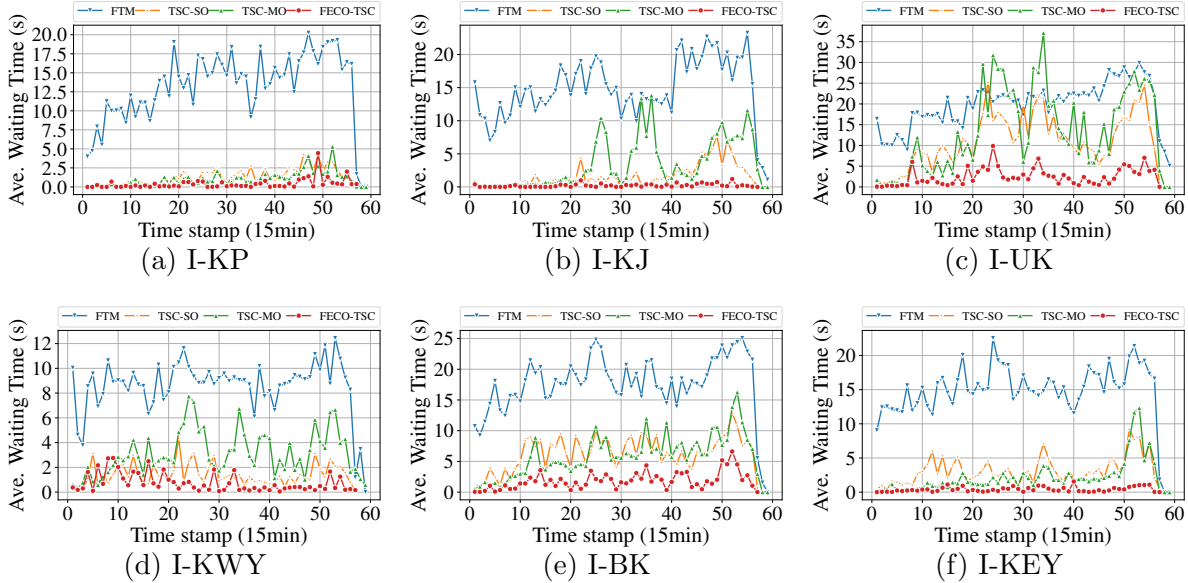 FTM TSC-SO TSC-MO FECO-TSC
Ave. Waiting Time (s)
20.0
17.5
15.0
12.5
10.0
7.5
5.0
2.5
0.0
0 10 20 30 40 50 60
Time stamp (15min)
(a) I-KP
FTM TSC-SO TSC-MO FECO-TSC
Ave. Waiting Time (s)
20
15
10
5
0
0 10 20 30 40 50 60
Time stamp (15min)
(b) I-KJ
FTM TSC-SO TSC-MO FECO-TSC
Ave. Waiting Time (s)
35
30
25
20
15
10
5
0
0 10 20 30 40 50 60
Time stamp (15min)
(c) I-UK
FTM TSC-SO TSC-MO FECO-TSC
Ave. Waiting Time (s)
12
10
8
6
4
2
0
0 10 20 30 40 50 60
Time stamp (15min)
(d) I-KWY
FTM TSC-SO TSC-MO FECO-TSC
Ave. Waiting Time (s)
25
20
15
10
5
0
0 10 20 30 40 50 60
Time stamp (15min)
(e) I-BK
FTM TSC-SO TSC-MO FECO-TSC
Ave. Waiting Time (s)
20
15
10
5
0
0 10 20 30 40 50 60
Time stamp (15min)
(f) I-KEY